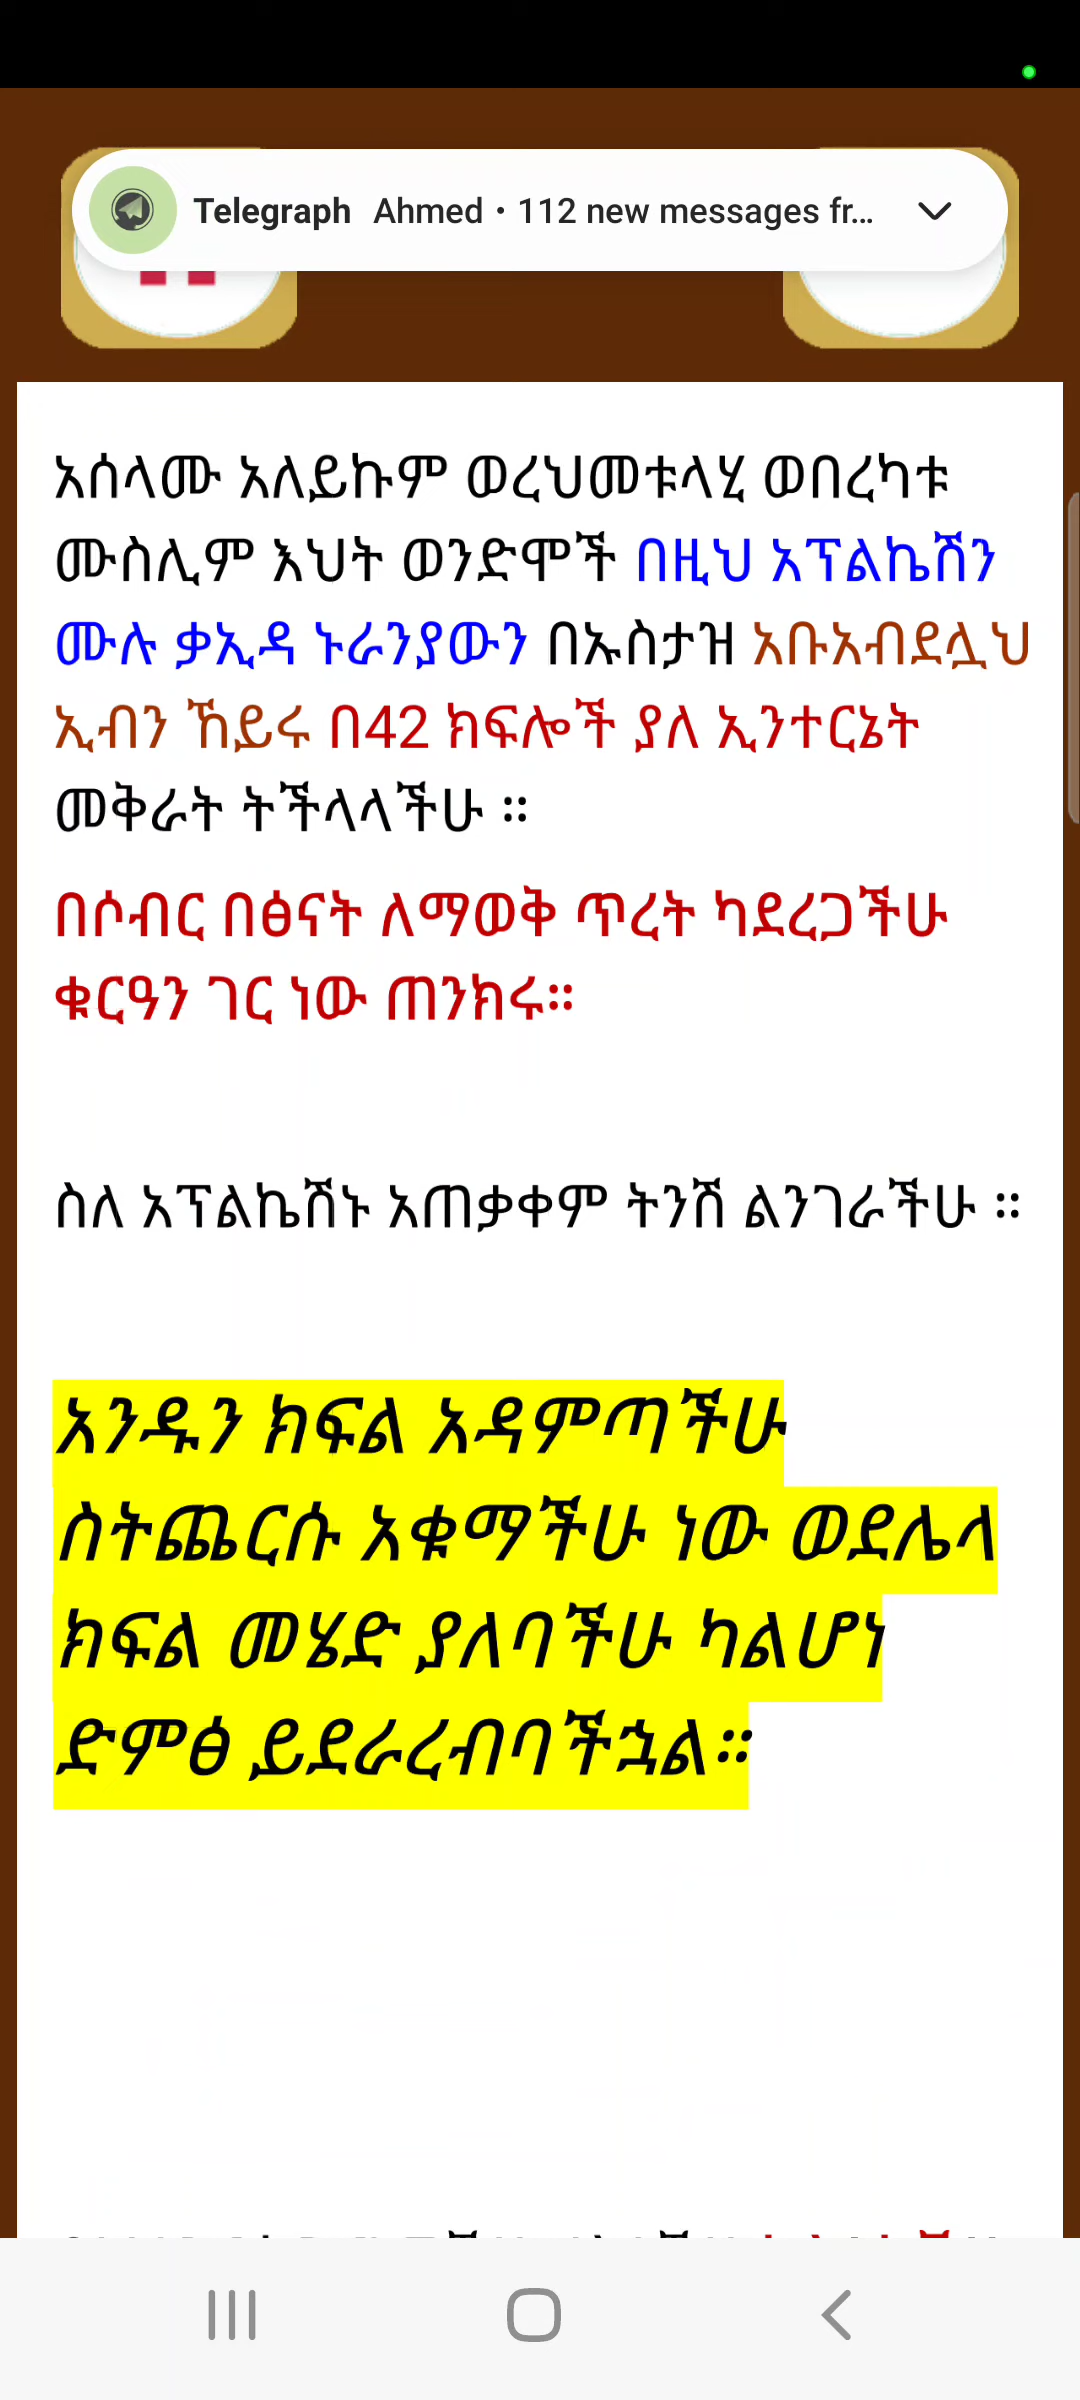 Telegraph Ahmed • 112 new messages fr...
አሰላሙ አለይኩም ወረህመቱላሂ ወበረካቱ
ሙስሊም እህት ወንድሞች በዚህ አፕልኬሽን
ሙሉ ቃኢዳ ኑራንያውን በኡስታዝ አቡአብደሏህ
ኢብን ኸይሩ በ42 ክፍሎች ያለ ኢንተርኔት
መቅራት ትችላላችሁ ።
በሶብር በፅናት ለማወቅ ጥረት ካደረጋችሁ
ቁርዓን ገር ነው ጠንክሩ።
ስለ አፕልኬሽኑ አጠቃቀም ትንሽ ልንገራችሁ ።
አንዱን ክፍል አዳምጣችሁ
ስትጨርሱ አቁማችሁ ነው ወደሌላ
ክፍል መሄድ ያለባችሁ ካልሆነ
ድምፅ ይደራረብባችኋል።